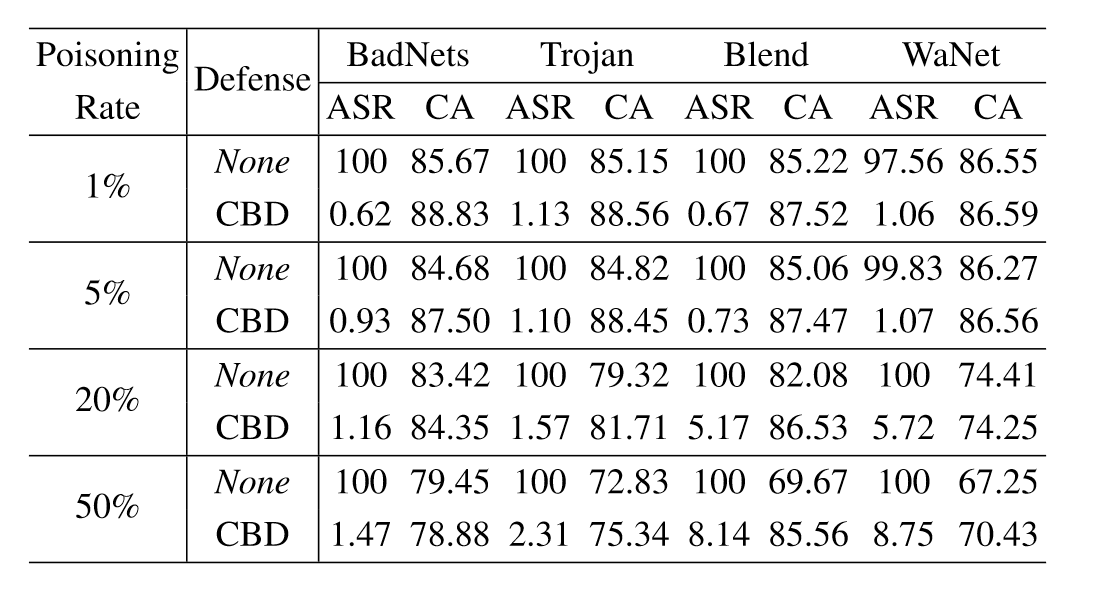 Poisoning Rate Defense BadNets Trojan Blend WaNet
ASR CA ASR CA ASR CA ASR CA
1% None 100 85.67 100 85.15 100 85.22 97.56 86.55
CBD 0.62 88.83 1.13 88.56 0.67 87.52 1.06 86.59
5% None 100 84.68 100 84.82 100 85.06 99.83 86.27
CBD 0.93 87.50 1.10 88.45 0.73 87.47 1.07 86.56
20% None 100 83.42 100 79.32 100 82.08 100 74.41
CBD 1.16 84.35 1.57 81.71 5.17 86.53 5.72 74.25
50% None 100 79.45 100 72.83 100 69.67 100 67.25
CBD 1.47 78.88 2.31 75.34 8.14 85.56 8.75 70.43